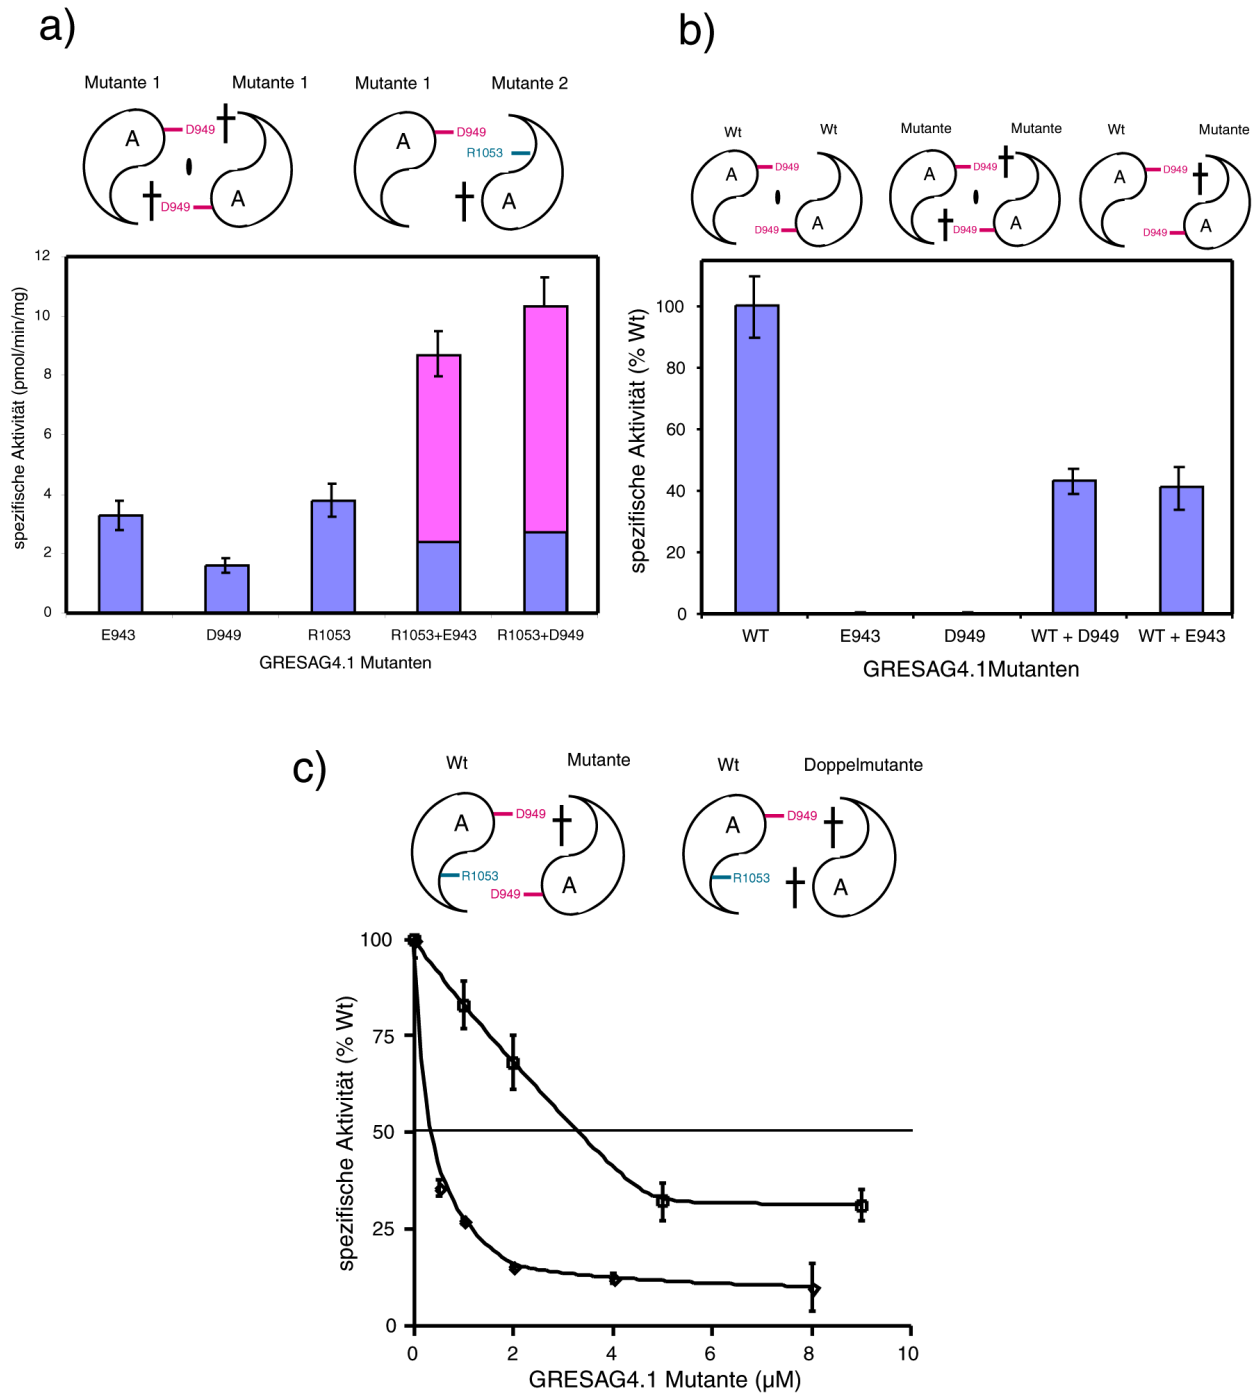 a)
Mutante 1 Mutante 1 Mutante 1 Mutante 2
A D949 A D949
R1053
D949 A A
spezifische Aktivität (pmol/min/mg)
12
10
8
6
4
2
0
E943 D949 R1053 R1053+E943 R1053+D949
GRESAG4.1 Mutanten
b)
Wt Wt Mutante Mutante Wt Mutante
A D949 A D949 A D949
D949 A D949 A D949 A
spezifische Aktivität (% Wt)
100
80
60
40
20
0
WT E943 D949 WT + D949 WT + E943
GRESAG4.1Mutanten
c)
Wt Mutante Wt Doppelmutante
A D949 A D949
R1053 R1053
D949 A A
spezifische Aktivität (% Wt)
100
75
50
25
0
0 2 4 6 8 10
GRESAG4.1 Mutante (µM)